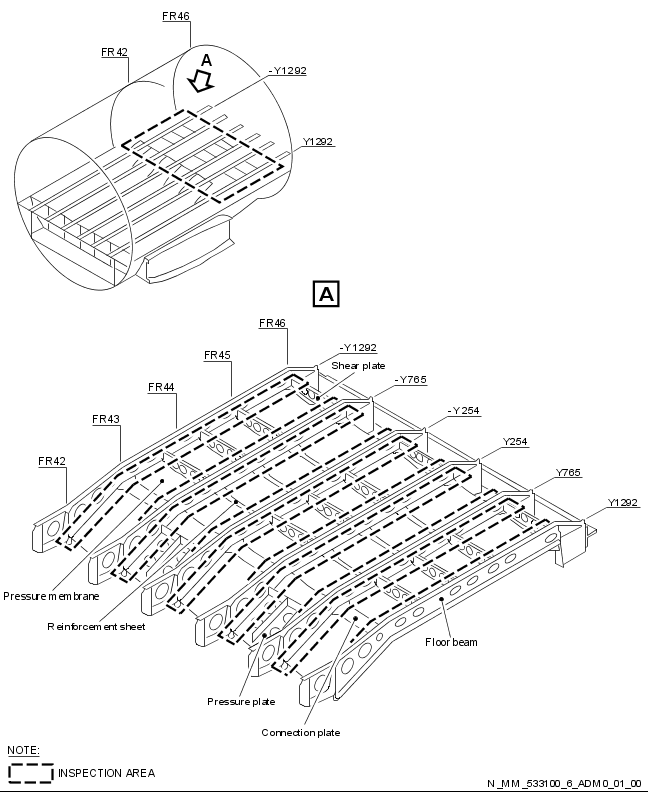 FR46
FR42
A
-Y1292
Y1292
A
FR46
-Y1292
FR45
Shear plate
-Y765
FR44
-Y254
FR43
Y254
FR42
Y765
Y1292
Pressure membrane
Reinforcement sheet
Floor beam
Pressure plate
Connection plate
NOTE:
INSPECTION AREA
N_MM_533100_6_ADM0_01_00